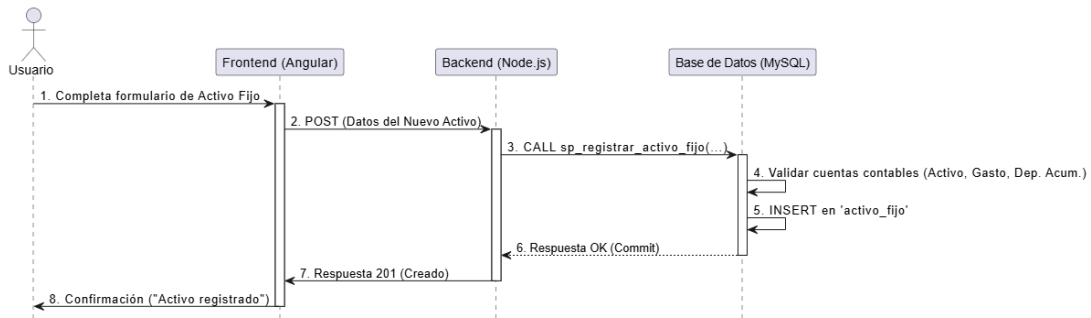 Usuario
Frontend (Angular)
Backend (Node.js)
Base de Datos (MySQL)
1. Completa formulario de Activo Fijo
2. POST (Datos del Nuevo Activo)
3. CALL sp_registrar_activo_fijo(...)
4. Validar cuentas contables (Activo, Gasto, Dep. Acum.)
5. INSERT en 'activo_fijo'
6. Respuesta OK (Commit)
7. Respuesta 201 (Creado)
8. Confirmación ("Activo registrado")